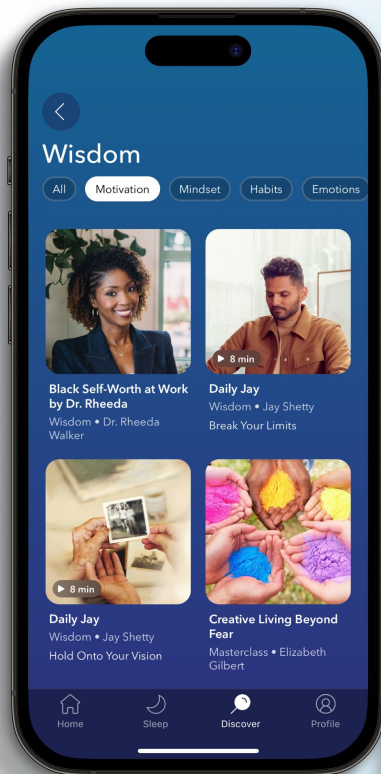 Wisdom
All Motivation Mindset Habits Emotions
8 min
Black Self-Worth at Work
by Dr. Rheeda
Wisdom • Dr. Rheeda
Walker
Daily Jay
Wisdom • Jay Shetty
Break Your Limits
8 min
Daily Jay
Wisdom • Jay Shetty
Hold Onto Your Vision
Creative Living Beyond
Fear
Masterclass • Elizabeth
Gilbert
Home Sleep Discover Profile